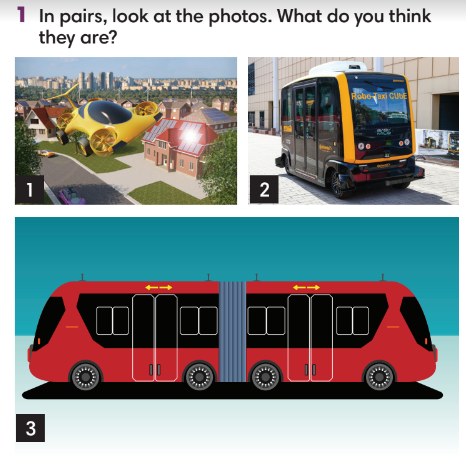 1 In pairs, look at the photos. What do you think
they are?
1
2
Robo-Taxi CUbE
3